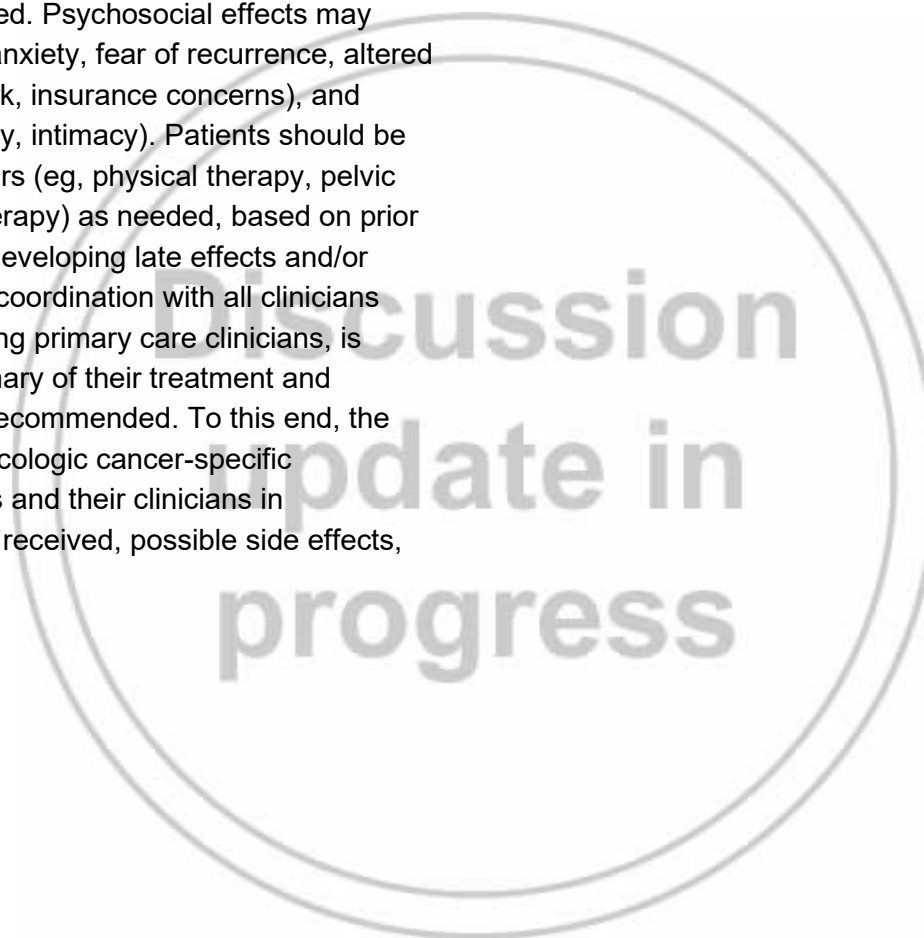 ed. Psychosocial effects may
anxiety, fear of recurrence, altered
rk, insurance concerns), and
y, intimacy). Patients should be
rs (eg, physical therapy, pelvic
erapy) as needed, based on prior
developing late effects and/or
coordination with all clinicians
ng primary care clinicians, is
nary of their treatment and
recommended. To this end, the
cologic cancer-specific
s and their clinicians in
received, possible side effects,
Discussion
update in
progress